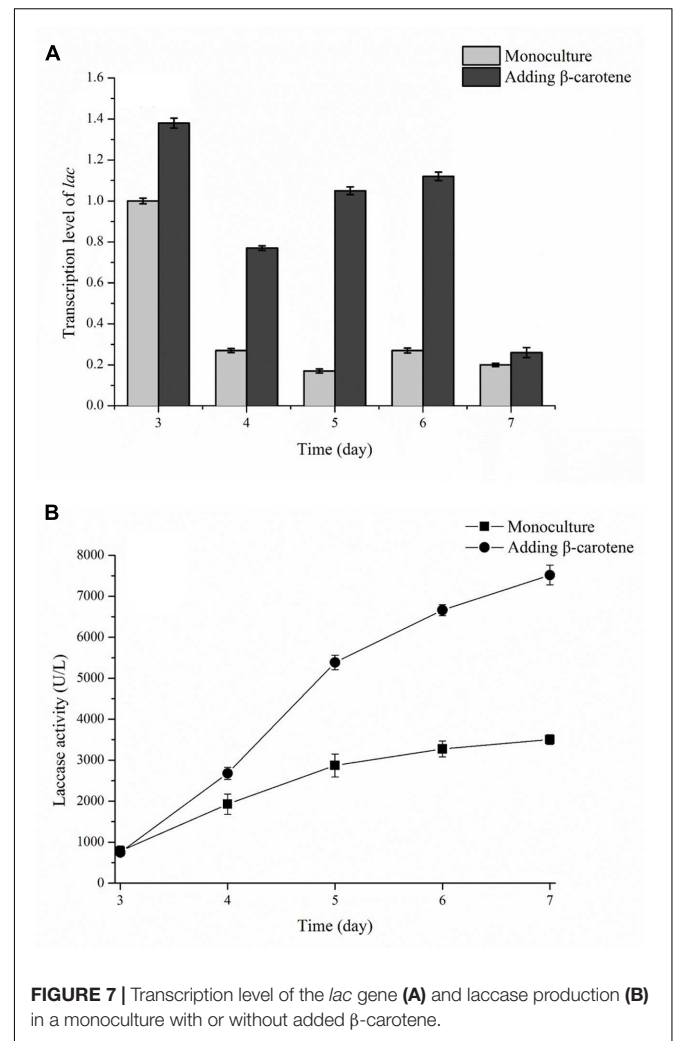 A
Monoculture
Adding β-carotene
Transcription level of lac
1.6
1.4
1.2
1.0
0.8
0.6
0.4
0.2
0.0
3 4 5 6 7
Time (day)
B
Monoculture
Adding β-carotene
Laccase activity (U/L)
8000
7000
6000
5000
4000
3000
2000
1000
0
3 4 5 6 7
Time (day)
FIGURE 7 | Transcription level of the lac gene (A) and laccase production (B)
in a monoculture with or without added β-carotene.